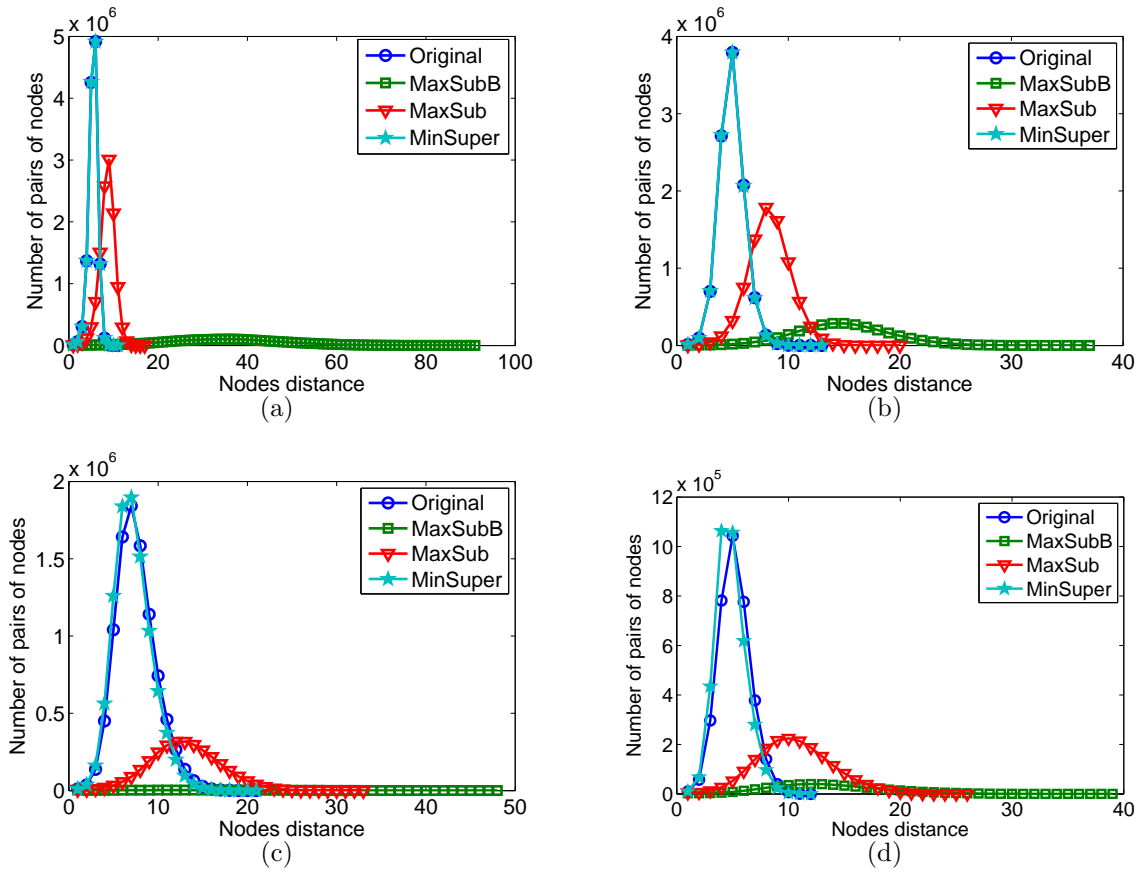 x 10^6
5
4
3
2
1
0
0 20 40 60 80 100
Number of pairs of nodes
Nodes distance
Original
MaxSubB
MaxSub
MinSuper
(a)
x 10^6
4
3
2
1
0
0 10 20 30 40
Number of pairs of nodes
Nodes distance
Original
MaxSubB
MaxSub
MinSuper
(b)
x 10^6
2
1.5
1
0.5
0
0 10 20 30 40 50
Number of pairs of nodes
Nodes distance
Original
MaxSubB
MaxSub
MinSuper
(c)
x 10^5
12
10
8
6
4
2
0
0 10 20 30 40
Number of pairs of nodes
Nodes distance
Original
MaxSubB
MaxSub
MinSuper
(d)